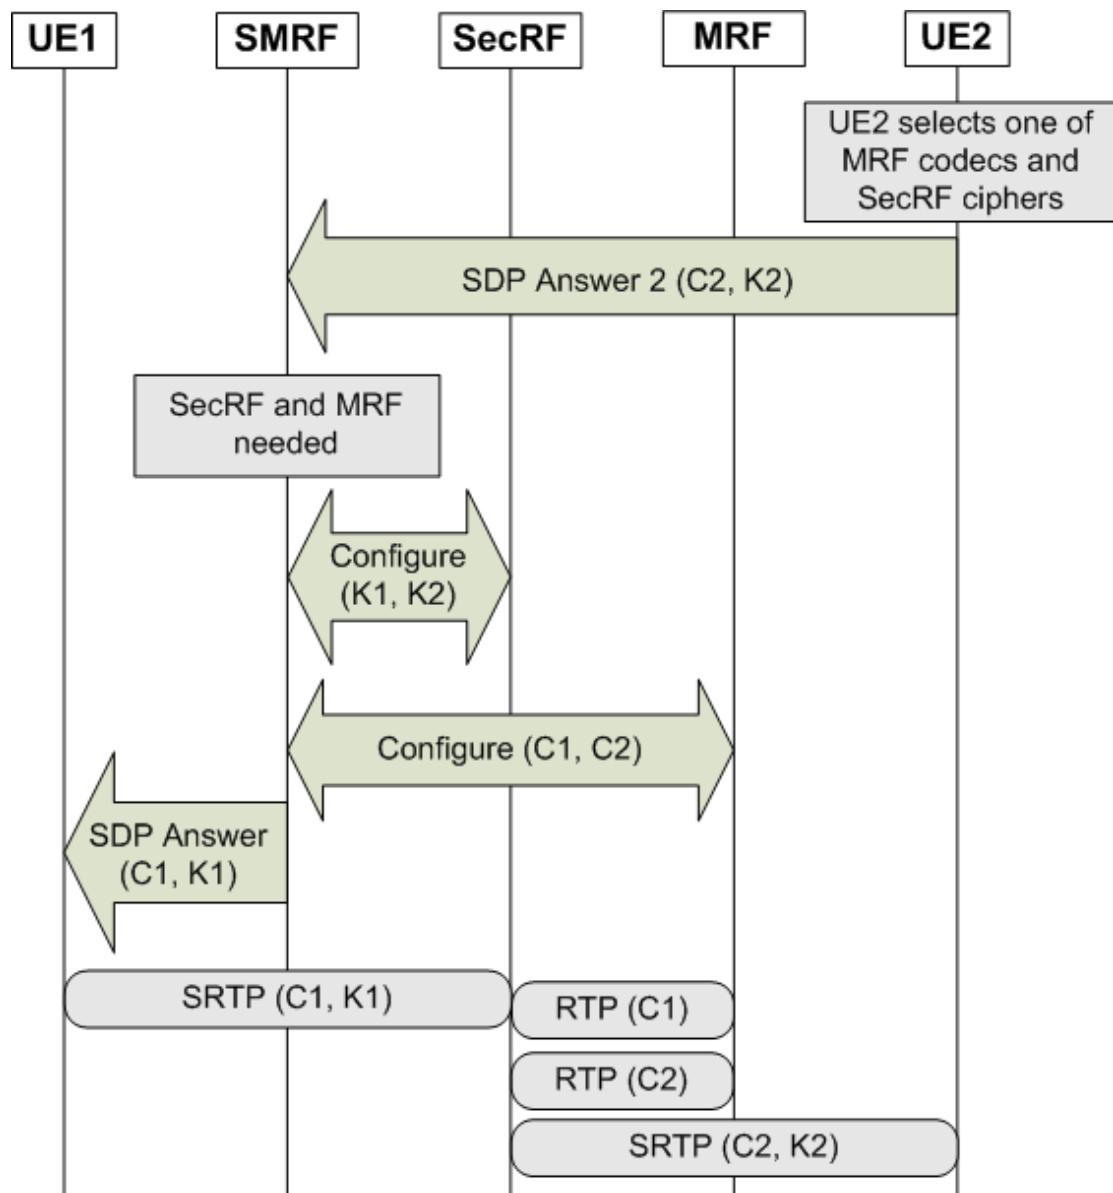 UE1
SMRF
SecRF
MRF
UE2
UE2 selects one of
MRF codecs and
SecRF ciphers
SDP Answer 2 (C2, K2)
SecRF and MRF
needed
Configure
(K1, K2)
Configure (C1, C2)
SDP Answer
(C1, K1)
SRTP (C1, K1)
RTP (C1)
RTP (C2)
SRTP (C2, K2)